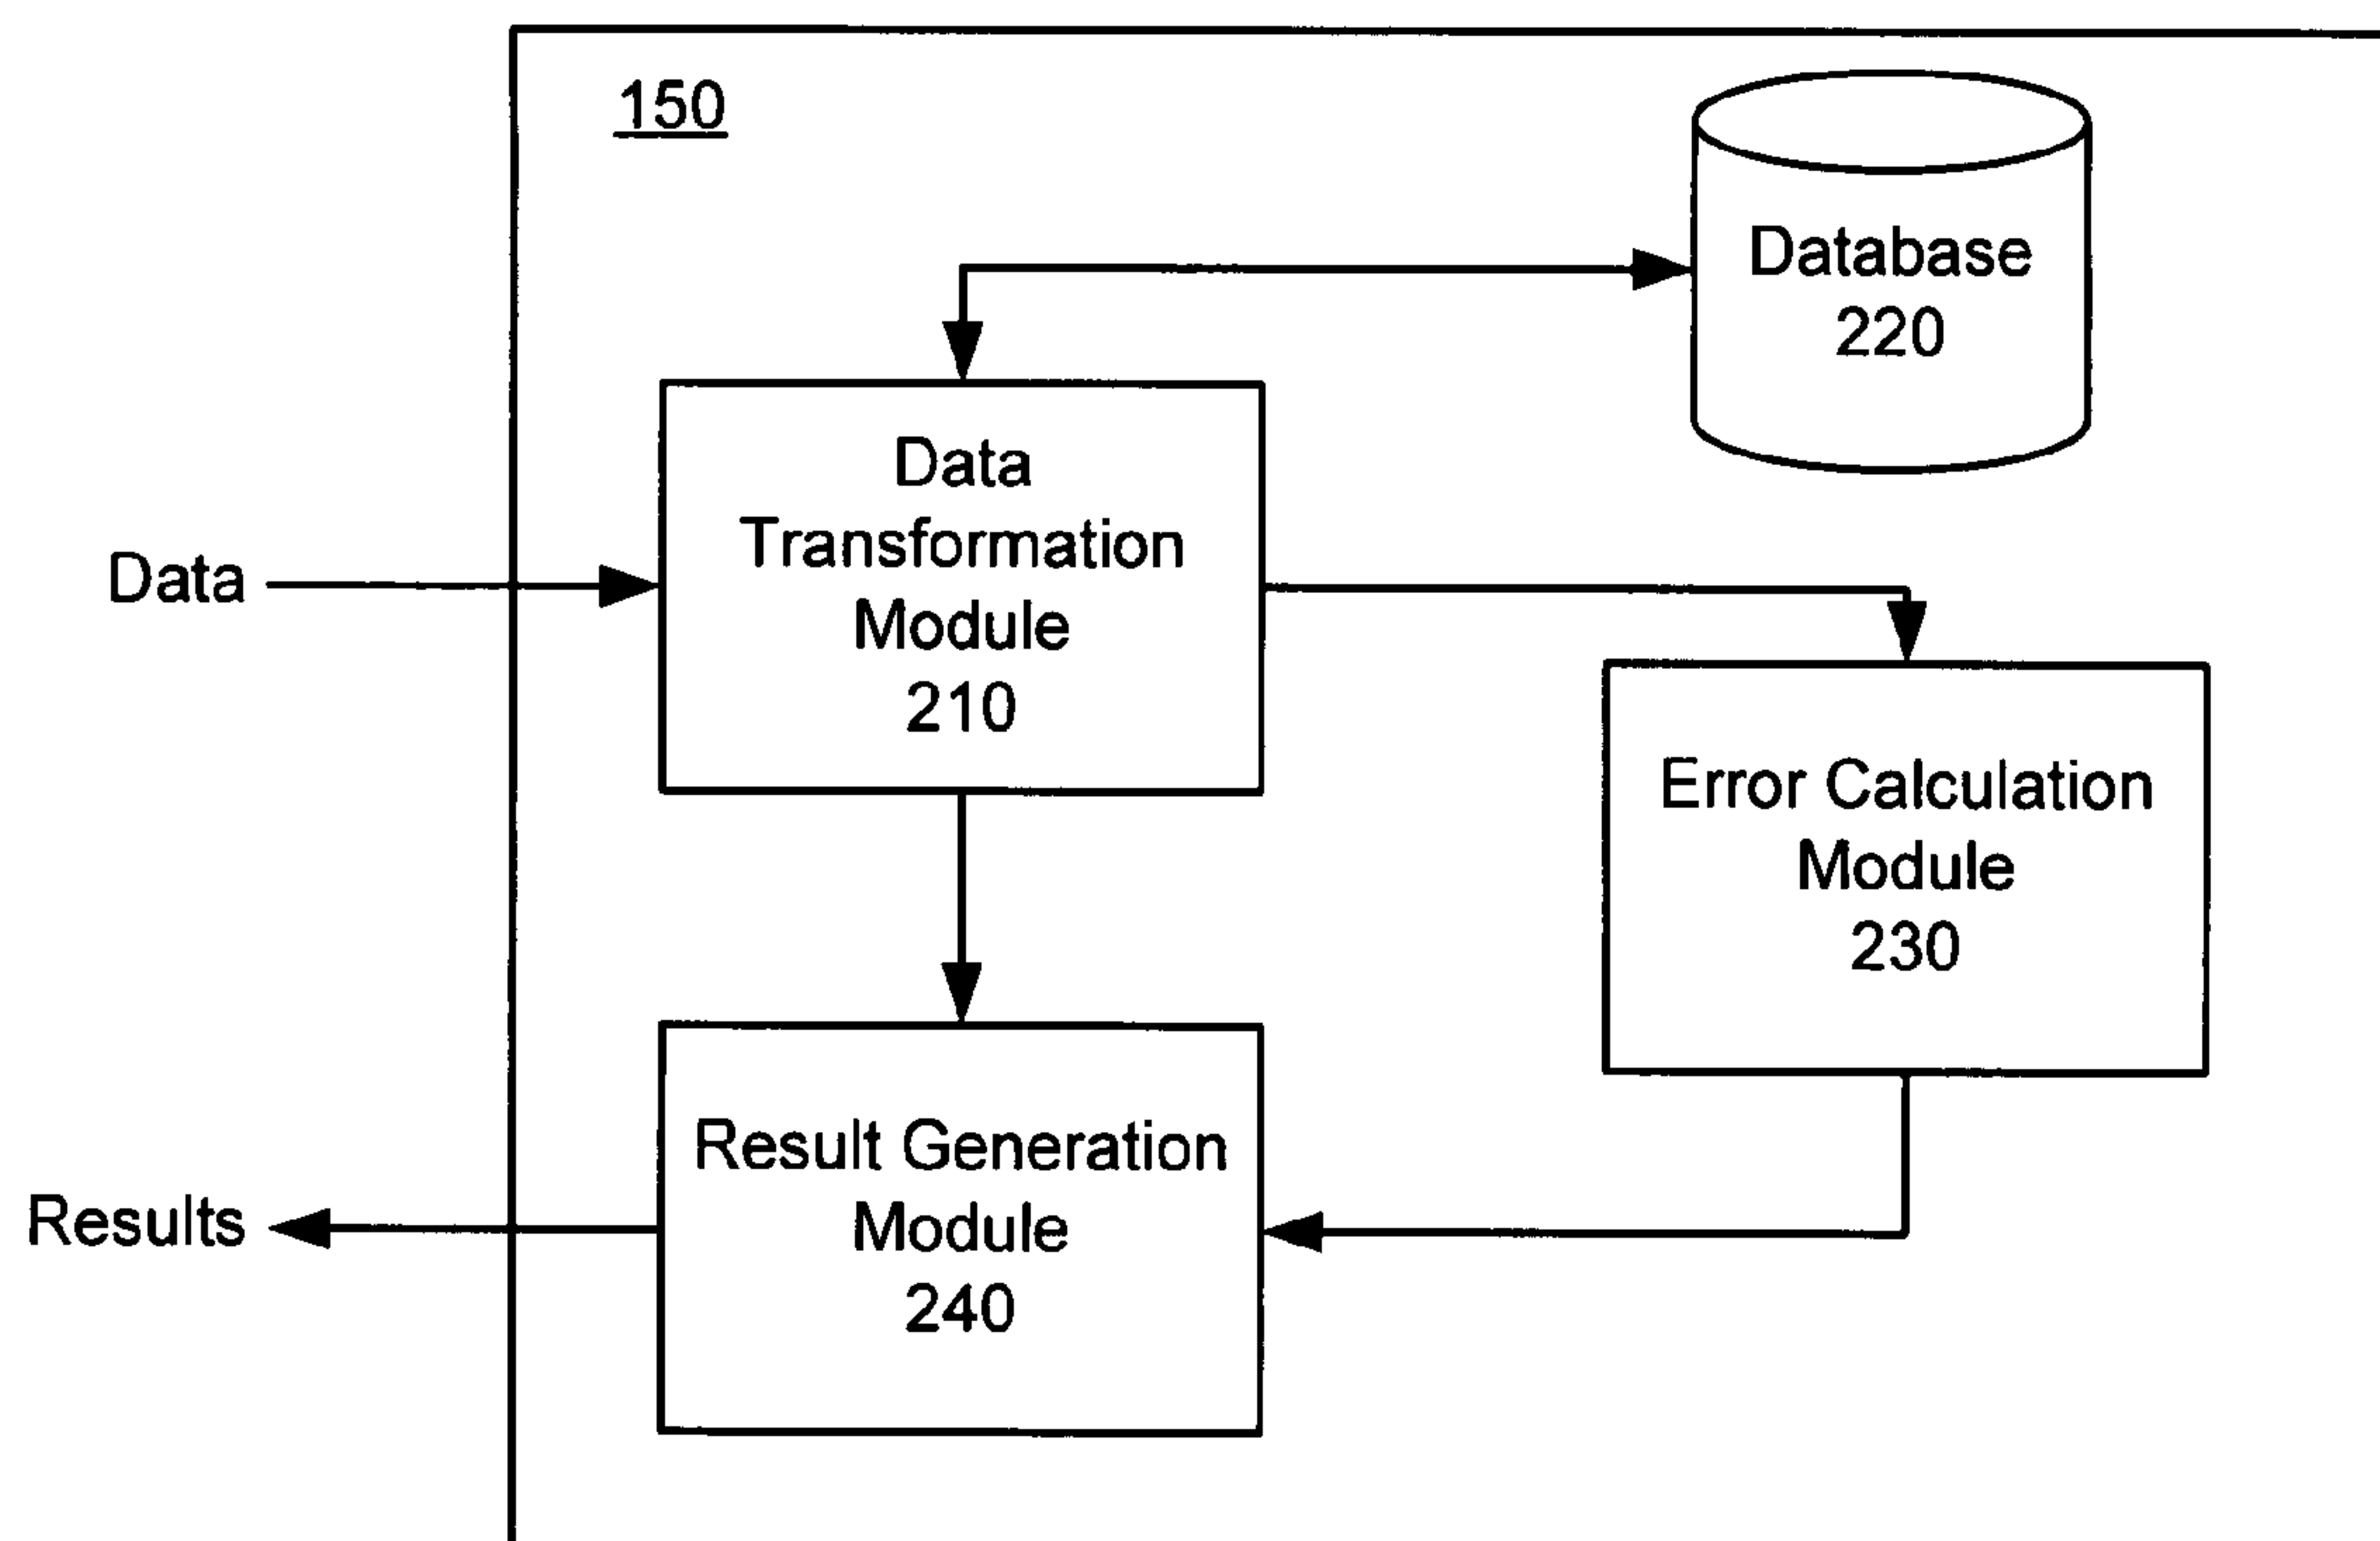 150
Database
220
Data
Transformation
Module
210
Data
Error Calculation
Module
230
Result Generation
Module
240
Results